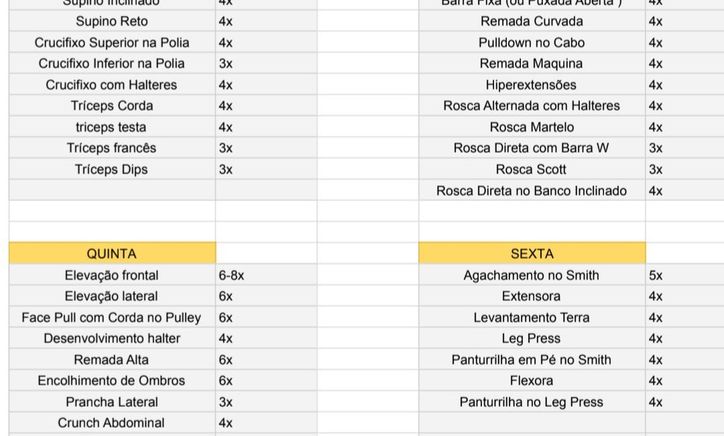 Supino Inclinado 4x
Supino Reto 4x
Crucifixo Superior na Polia 4x
Crucifixo Inferior na Polia 3x
Crucifixo com Halteres 4x
Tríceps Corda 4x
triceps testa 4x
Tríceps francês 3x
Tríceps Dips 3x
Barra Fixa (ou Puxada Aberta ) 4x
Remada Curvada 4x
Pulldown no Cabo 4x
Remada Maquina 4x
Hiperextensões 4x
Rosca Alternada com Halteres 4x
Rosca Martelo 4x
Rosca Direta com Barra W 3x
Rosca Scott 3x
Rosca Direta no Banco Inclinado 4x
QUINTA
Elevação frontal 6-8x
Elevação lateral 6x
Face Pull com Corda no Pulley 6x
Desenvolvimento halter 4x
Remada Alta 6x
Encolhimento de Ombros 6x
Prancha Lateral 3x
Crunch Abdominal 4x
SEXTA
Agachamento no Smith 5x
Extensora 4x
Levantamento Terra 4x
Leg Press 4x
Panturrilha em Pé no Smith 4x
Flexora 4x
Panturrilha no Leg Press 4x